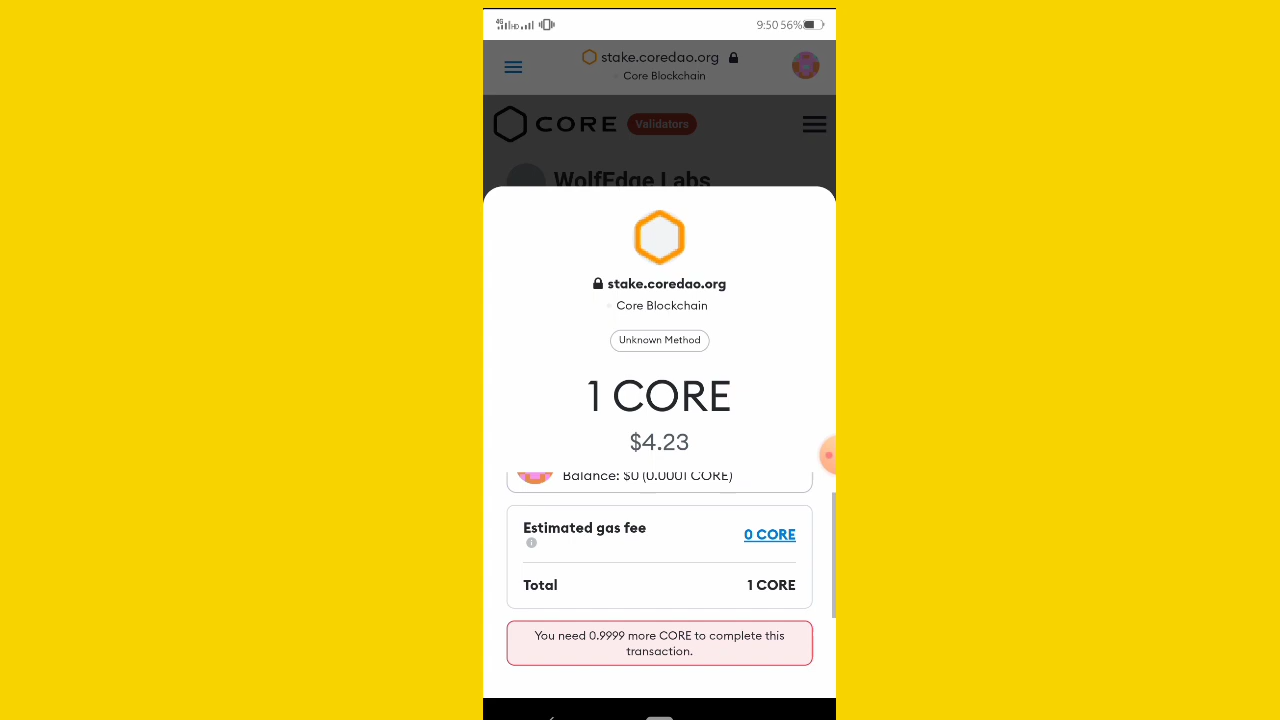 4G HD 9:50 56%
stake.coredao.org
Core Blockchain
CORE Validators
WolfEdge Labs
stake.coredao.org
Core Blockchain
Unknown Method
1 CORE
$4.23
Balance: $0 (0.0001 CORE)
Estimated gas fee
0 CORE
Total 1 CORE
You need 0.9999 more CORE to complete this
transaction.